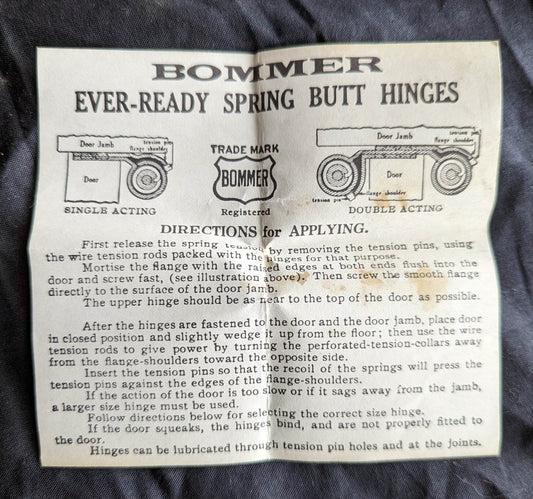 BOMMER
EVER-READY SPRING BUTT HINGES
Door Jamb
tension pin
flange shoulder
Door
SINGLE ACTING
TRADE MARK
BOMMER
Registered
Door Jamb
tension pin
flange shoulder
Door
flange shoulder
tension pin
DOUBLE ACTING
DIRECTIONS for APPLYING.
First release the spring tension by removing the tension pins, using
the wire tension rods packed with the hinges for that purpose.
Mortise the flange with the raised edges at both ends flush into the
door and screw fast, (see illustration above). Then screw the smooth flange
directly to the surface of the door jamb.
The upper hinge should be as near to the top of the door as possible.
After the hinges are fastened to the door and the door jamb, place door
in closed position and slightly wedge it up from the floor; then use the wire
tension rods to give power by turning the perforated-tension-collars away
from the flange-shoulders toward the opposite side.
Insert the tension pins so that the recoil of the springs will press the
tension pins against the edges of the flange-shoulders.
If the action of the door is too slow or if it sags away from the jamb,
a larger size hinge must be used.
Follow directions below for selecting the correct size hinge.
If the door squeaks, the hinges bind, and are not properly fitted to
the door.
Hinges can be lubricated through tension pin holes and at the joints.